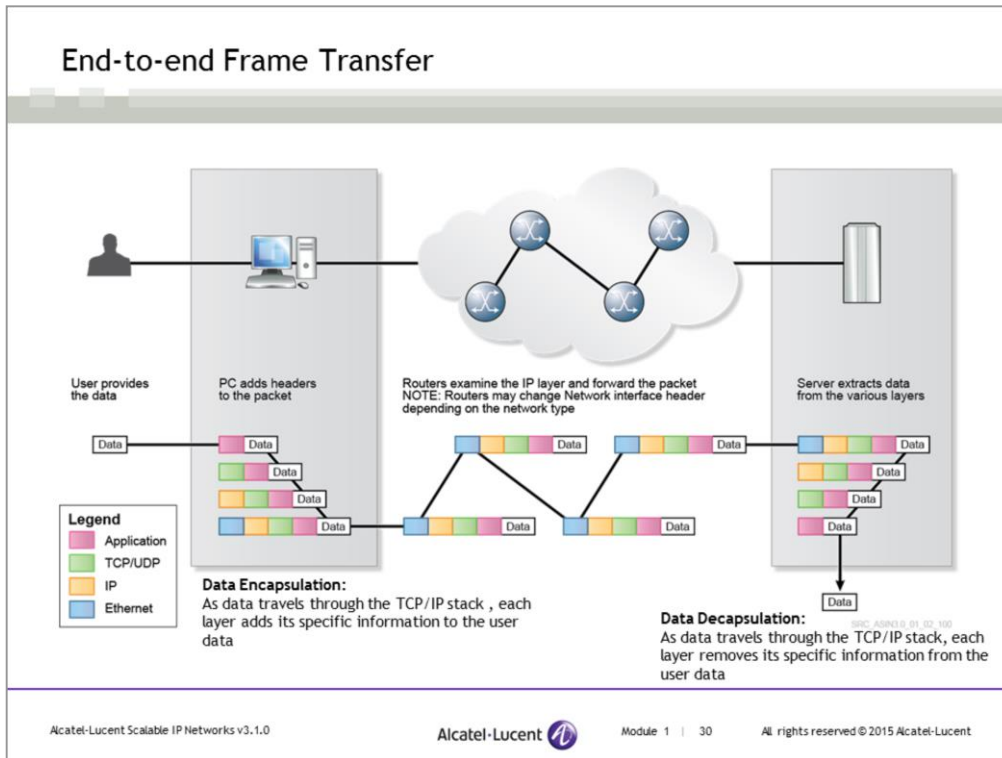 End-to-end Frame Transfer
User provides
the data
PC adds headers
to the packet
Routers examine the IP layer and forward the packet
NOTE: Routers may change Network interface header
depending on the network type
Server extracts data
from the various layers
Data
Data
Data
Data
Data
Data
Data
Data
Data
Data
Data
Data
Data
Data
Legend
Application
TCP/UDP
IP
Ethernet
Data Encapsulation:
As data travels through the TCP/IP stack , each
layer adds its specific information to the user
data
Data Decapsulation:
SRC_ASIN3.0_01_02_100
As data travels through the TCP/IP stack, each
layer removes its specific information from the
user data
Alcatel-Lucent Scalable IP Networks v3.1.0
Alcatel·Lucent
Module 1 | 30
All rights reserved © 2015 Alcatel-Lucent